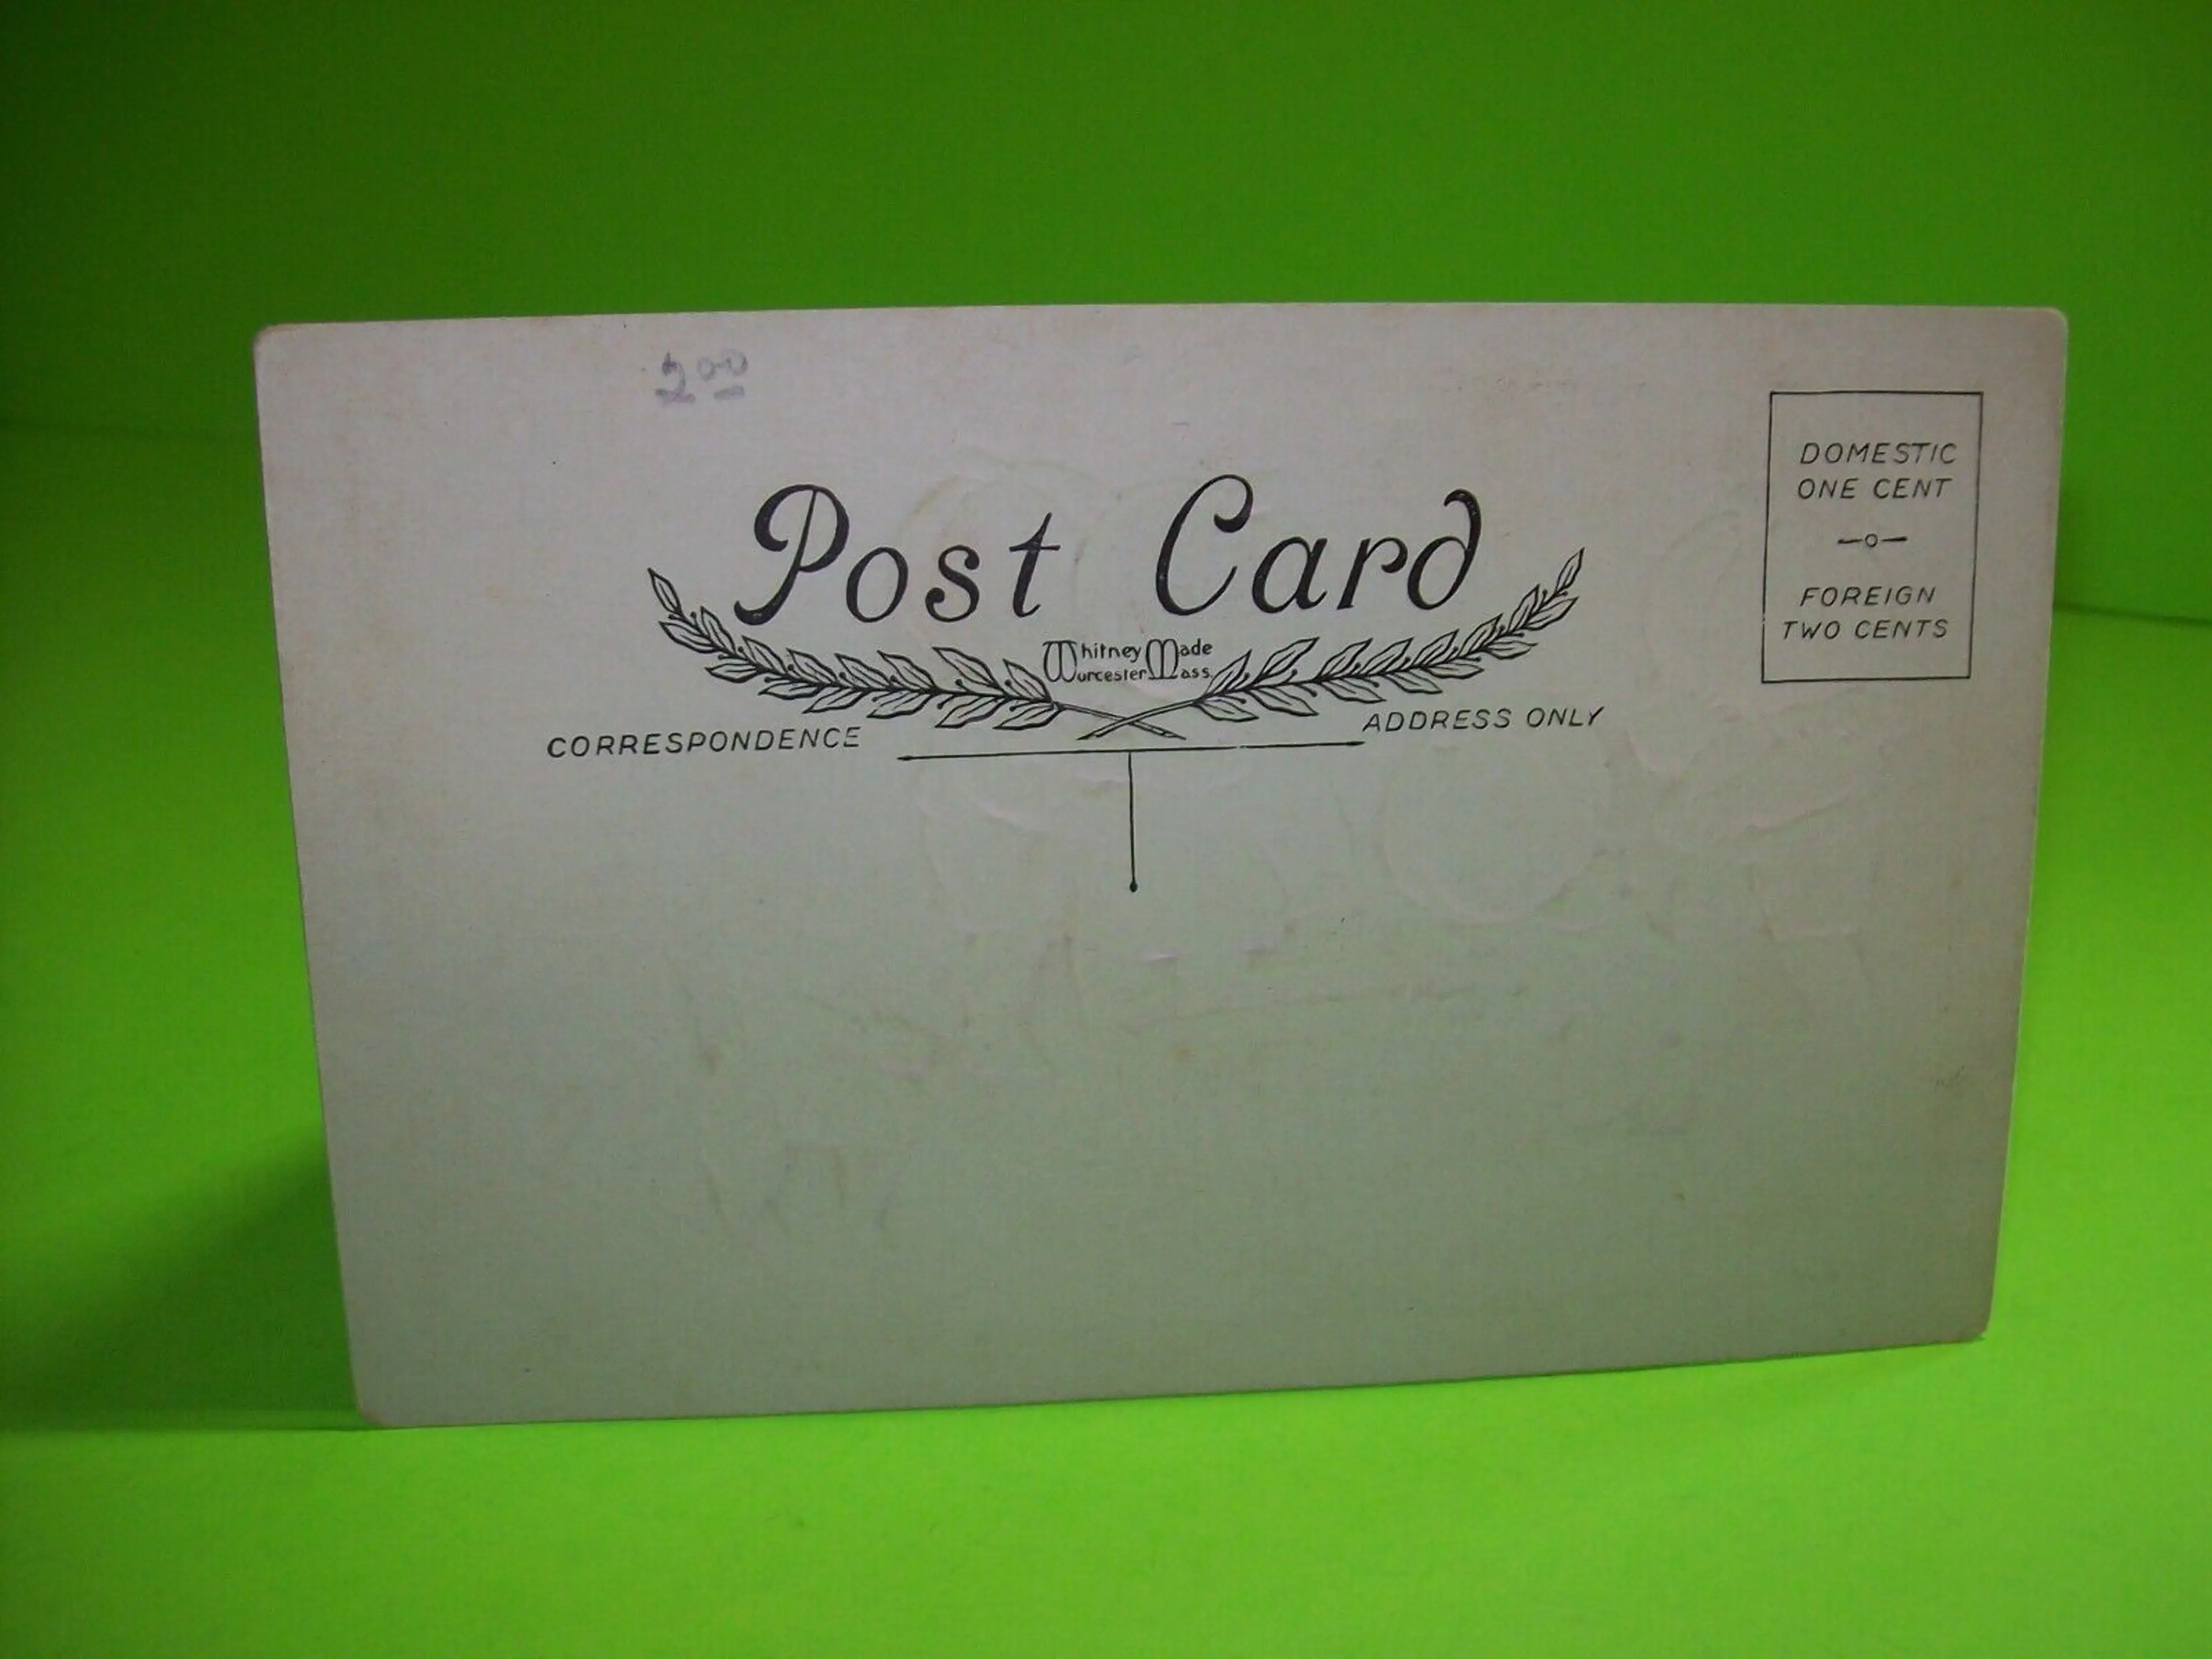 2 00
DOMESTIC
ONE CENT
FOREIGN
TWO CENTS
Post Card
Whitney Made
Worcester Mass.
CORRESPONDENCE
ADDRESS ONLY